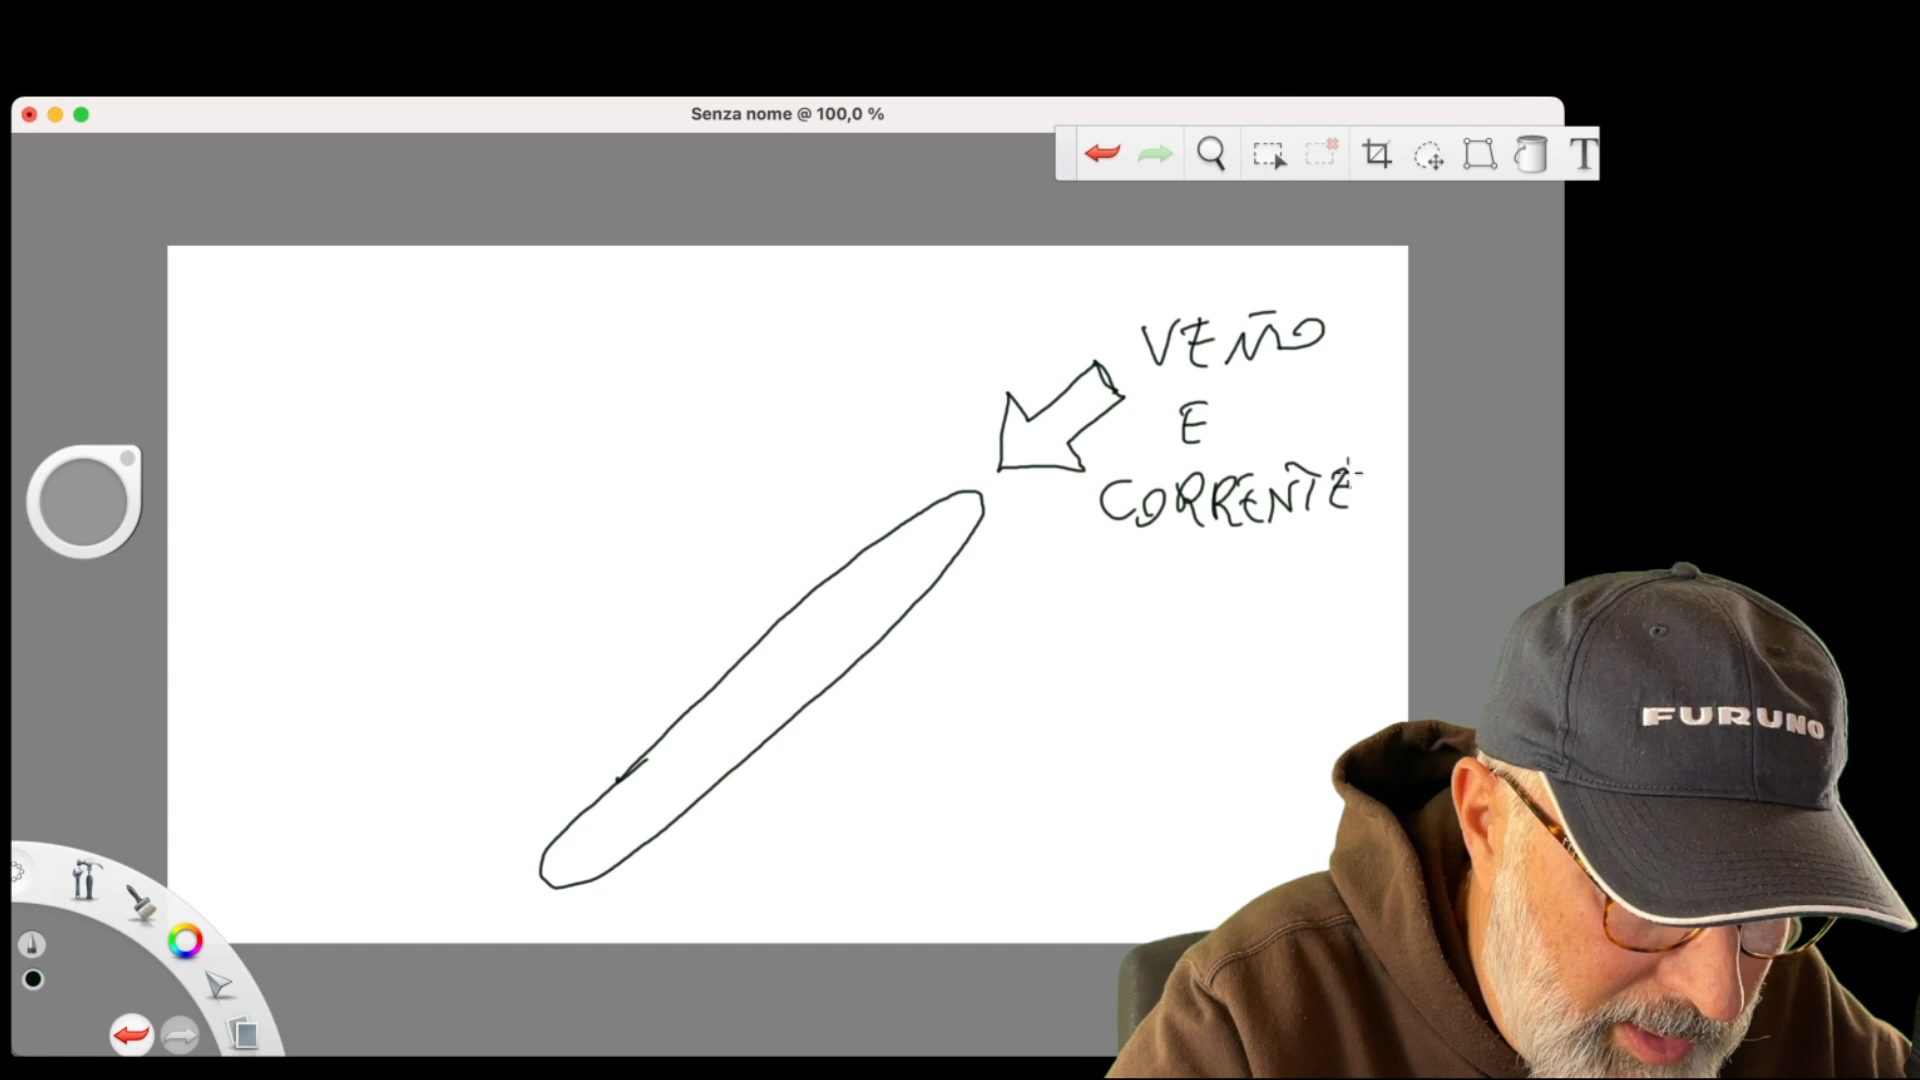 Senza nome @ 100,0 %
T
VENTO
E
CORRENTE
FURUNO